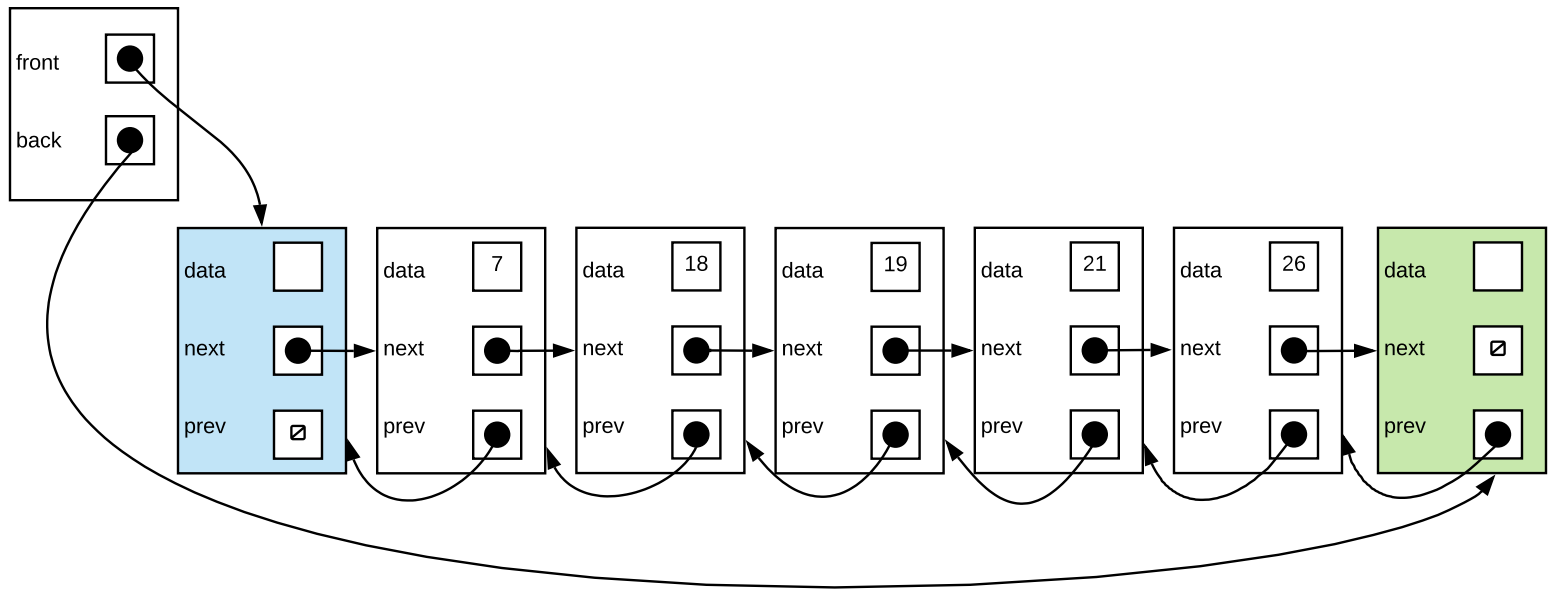 front
back
data
next
prev
data 7
next
prev
data 18
next
prev
data 19
next
prev
data 21
next
prev
data 26
next
prev
data
next
prev